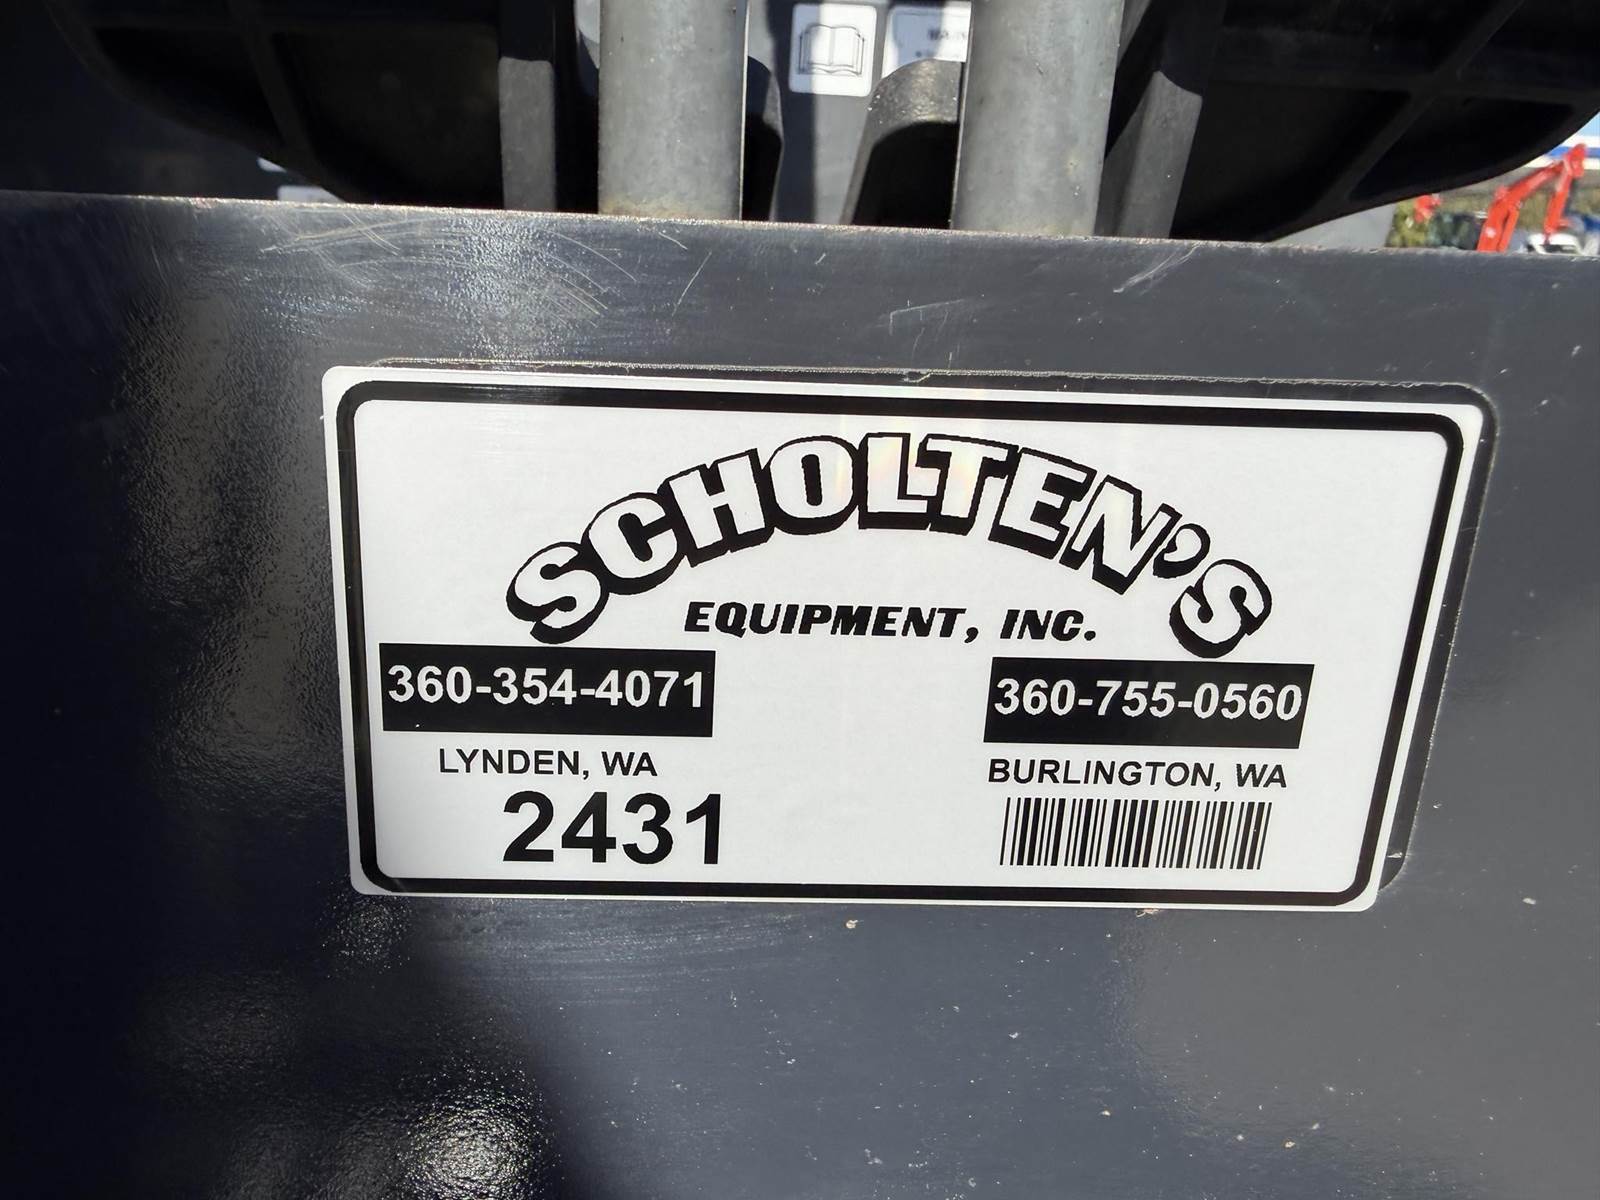 SCHOLTEN'S
EQUIPMENT, INC.
360-354-4071
360-755-0560
LYNDEN, WA
BURLINGTON, WA
2431